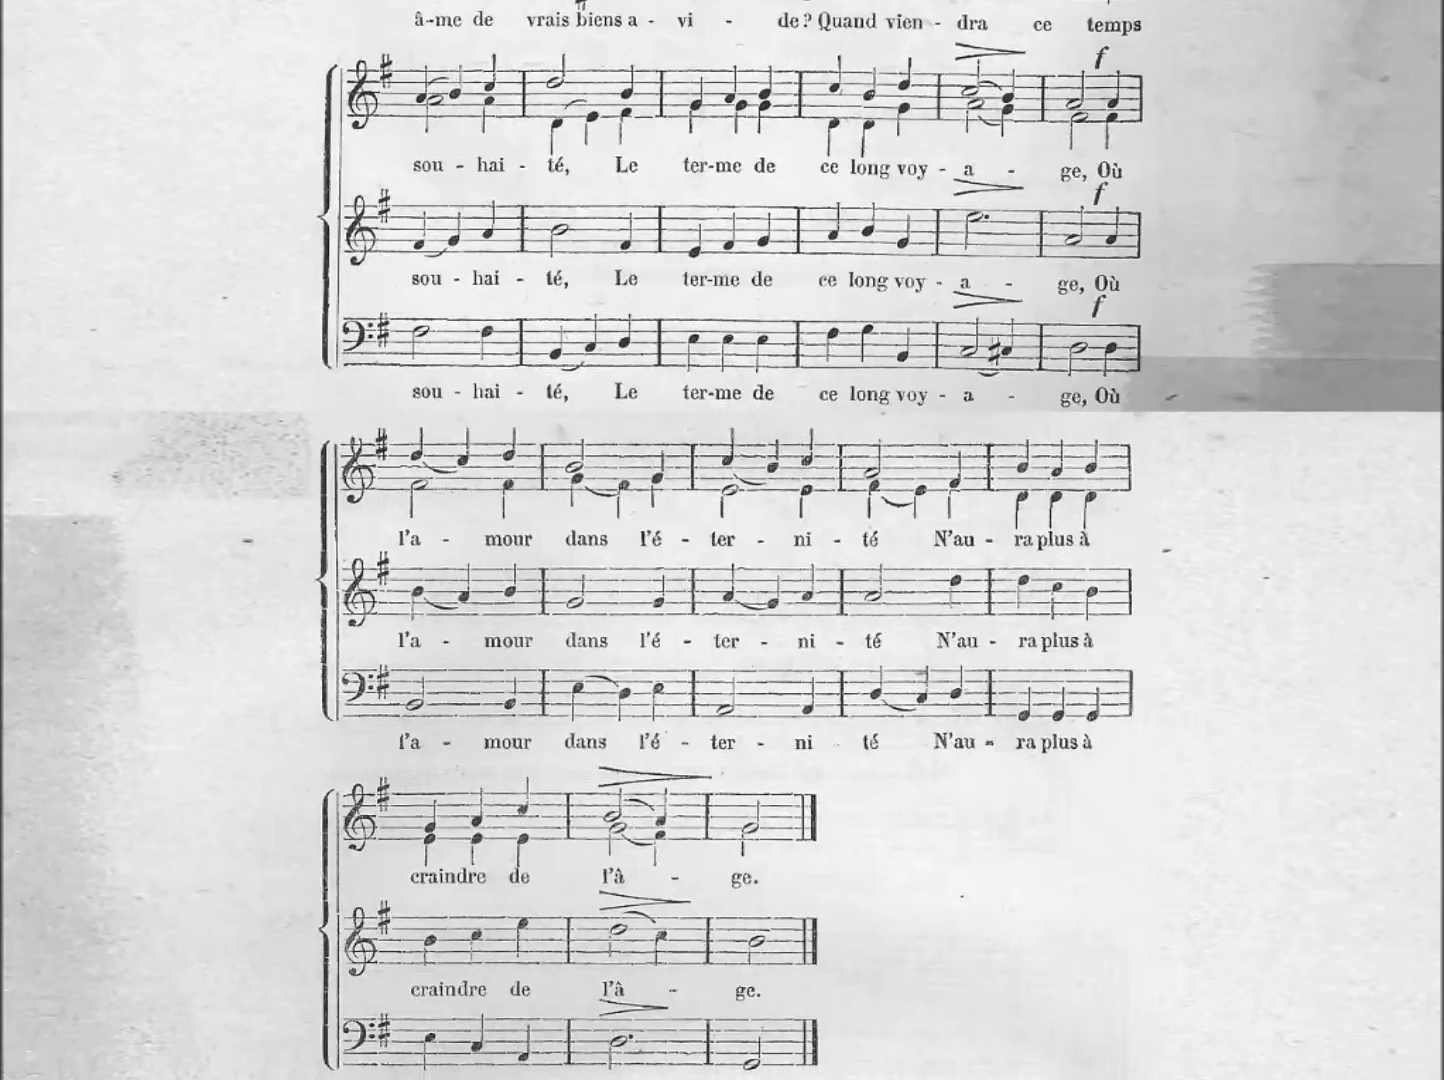 â-me de vrais biens a - vi - de? Quand vien - dra ce temps
f
sou - hai - té, Le ter-me de ce long voy - a - ge, Où
f
sou - hai - té, Le ter-me de ce long voy - a - ge, Où
f
sou - hai - té, Le ter-me de ce long voy - a - ge, Où
l'a - mour dans l'é - ter - ni - té N'au - ra plus à
l'a - mour dans l'é - ter - ni - té N'au - ra plus à
l'a - mour dans l'é - ter - ni té N'au - ra plus à
craindre de l'â - ge.
craindre de l'â - ge.